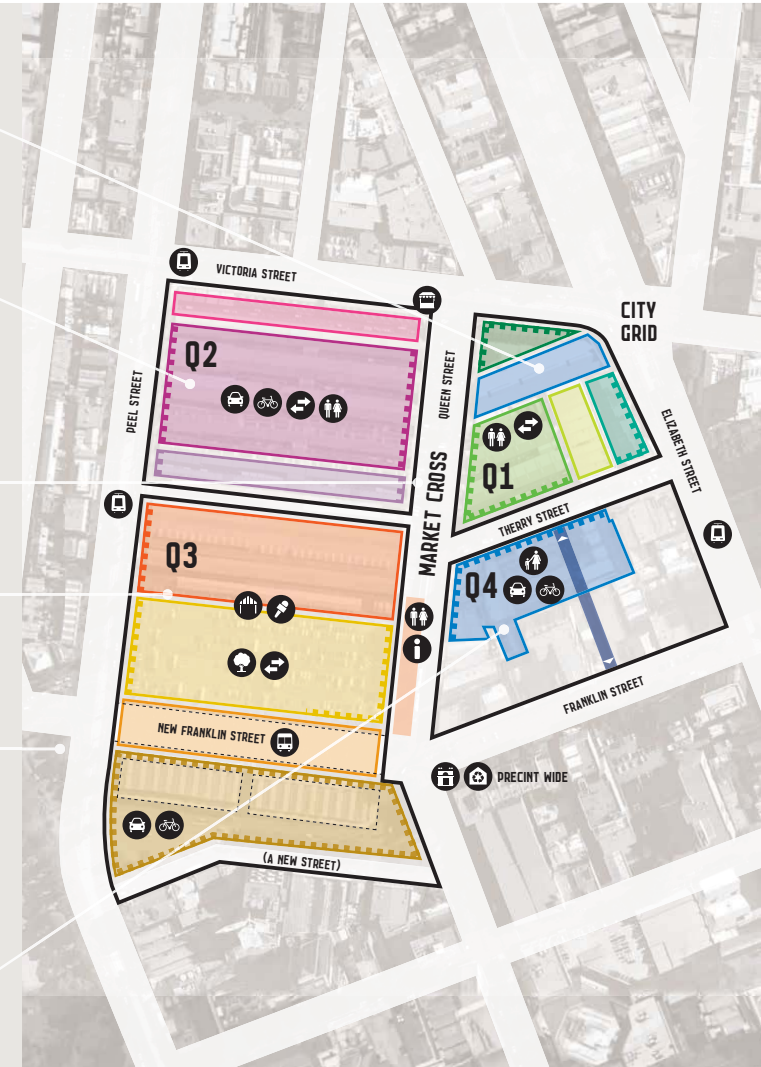 VICTORIA STREET
CITY
GRID
Q2
PEEL STREET
QUEEN STREET
ELIZABETH STREET
Q1
MARKET CROSS
THERRY STREET
Q3
Q4
FRANKLIN STREET
NEW FRANKLIN STREET
PRECINT WIDE
(A NEW STREET)